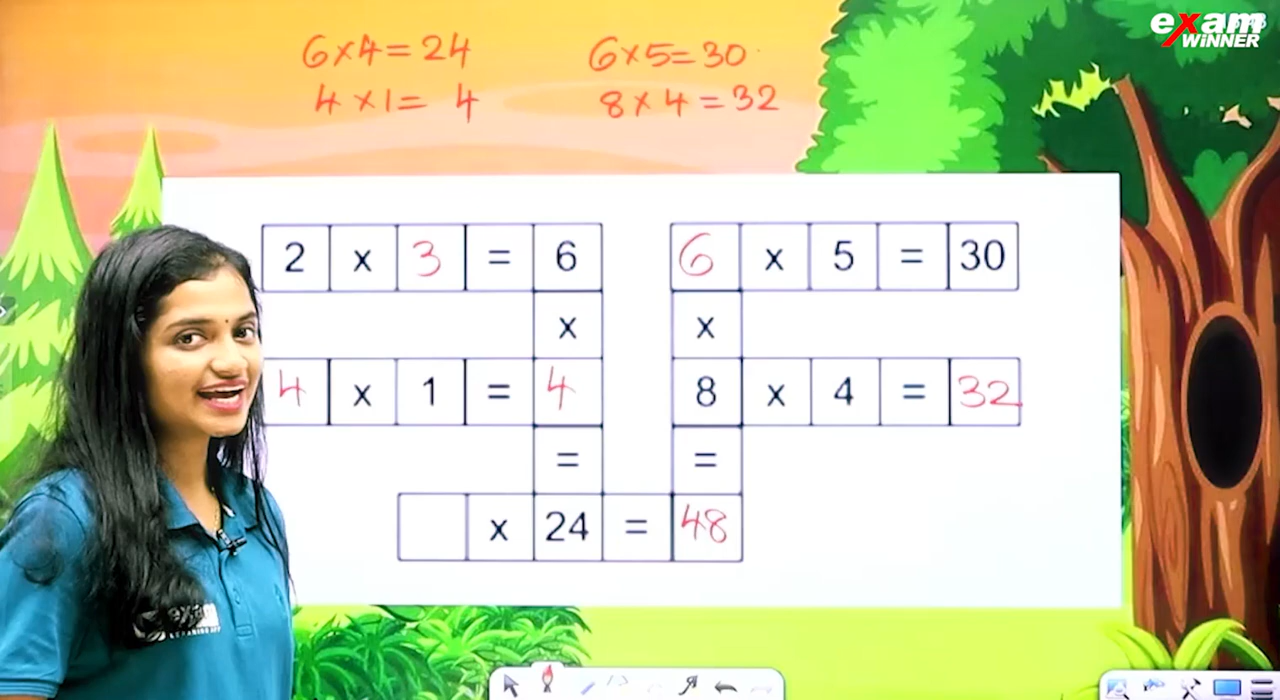 exam
WINNER
6×4=24 6×5=30
4×1= 4 8×4=32
2 x 3 = 6 6 x 5 = 30
x x
4 x 1 = 4 8 x 4 = 32
= =
x 24 = 48